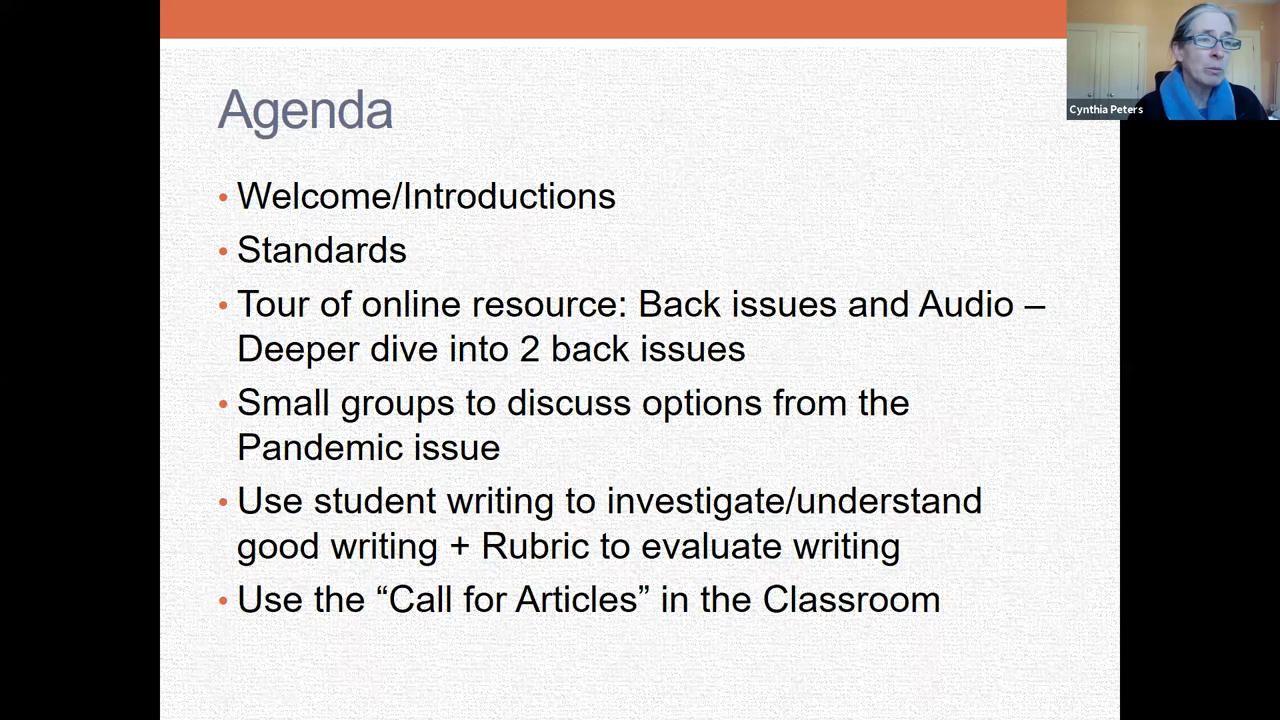 Agenda
• Welcome/Introductions
• Standards
• Tour of online resource: Back issues and Audio –
Deeper dive into 2 back issues
• Small groups to discuss options from the
Pandemic issue
• Use student writing to investigate/understand
good writing + Rubric to evaluate writing
• Use the “Call for Articles” in the Classroom
Cynthia Peters